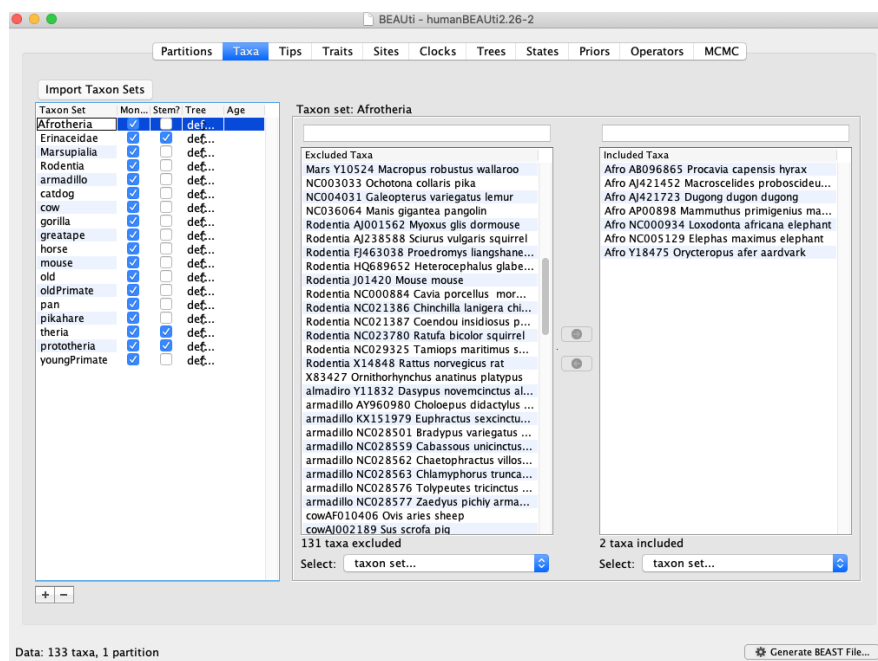 BEAUti - humanBEAUti2.26-2
Partitions Taxa Tips Traits Sites Clocks Trees States Priors Operators MCMC
Import Taxon Sets
Taxon Set Mon... Stem? Tree Age
Afrotheria def...
Erinaceidae def...
Marsupialia def...
Rodentia def...
armadillo def...
catdog def...
cow def...
gorilla def...
greatape def...
horse def...
mouse def...
old def...
oldPrimate def...
pan def...
pikahare def...
theria def...
prototheria def...
youngPrimate def...
Taxon set: Afrotheria
Excluded Taxa
Mars Y10524 Macropus robustus wallaroo
NC003033 Ochotona collaris pika
NC004031 Galeopterus variegatus lemur
NC036064 Manis gigantea pangolin
Rodentia AJ001562 Myoxus glis dormouse
Rodentia AJ238588 Sciurus vulgaris squirrel
Rodentia FJ463038 Proedromys liangshane...
Rodentia HQ689652 Heterocephalus glabe...
Rodentia J01420 Mouse mouse
Rodentia NC000884 Cavia porcellus mor...
Rodentia NC021386 Chinchilla lanigera chi...
Rodentia NC021387 Coendou insidiosus p...
Rodentia NC023780 Ratufa bicolor squirrel
Rodentia NC029325 Tamiops maritimus s...
Rodentia X14848 Rattus norvegicus rat
X83427 Ornithorhynchus anatinus platypus
almadiro Y11832 Dasypus novemcinctus al...
armadillo AY960980 Choloepus didactylus ...
armadillo KX151979 Euphractus sexcinctu...
armadillo NC028501 Bradypus variegatus ...
armadillo NC028559 Cabassous unicinctus...
armadillo NC028562 Chaetophractus villos...
armadillo NC028563 Chlamyphorus trunca...
armadillo NC028576 Tolypeutes tricinctus ...
armadillo NC028577 Zaedyus pichiy arma...
cowAF010406 Ovis aries sheep
cowAJ002189 Sus scrofa pig
131 taxa excluded
Select: taxon set...
Included Taxa
Afro AB096865 Procavia capensis hyrax
Afro AJ421452 Macroscelides proboscideu...
Afro AJ421723 Dugong dugon dugong
Afro AP00898 Mammuthus primigenius ma...
Afro NC000934 Loxodonta africana elephant
Afro NC005129 Elephas maximus elephant
Afro Y18475 Orycteropus afer aardvark
2 taxa included
Select: taxon set...
+ −
Data: 133 taxa, 1 partition
Generate BEAST File...